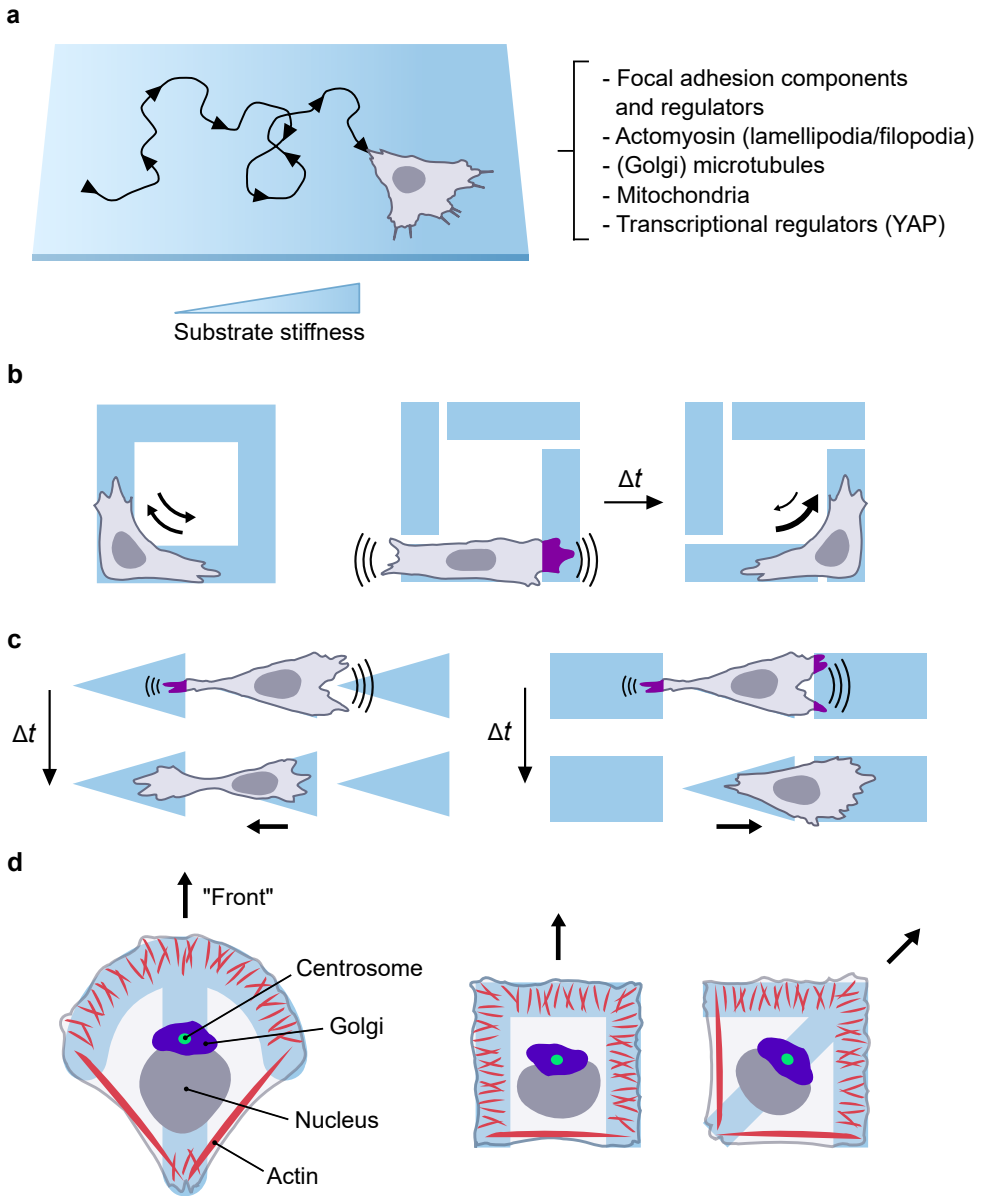 a
- Focal adhesion components
and regulators
- Actomyosin (lamellipodia/filopodia)
- (Golgi) microtubules
- Mitochondria
- Transcriptional regulators (YAP)
Substrate stiffness
b
Δt
c
Δt
Δt
d
"Front"
Centrosome
Golgi
Nucleus
Actin